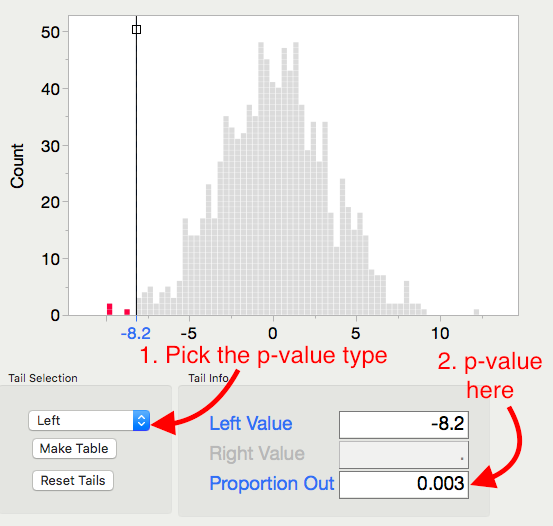 50
40
30
20
10
0
Count
-8.2 -5 0 5 10
1. Pick the p-value type
2. p-value
here
Tail Selection
Left
Make Table
Reset Tails
Tail Info
Left Value -8.2
Right Value .
Proportion Out 0.003